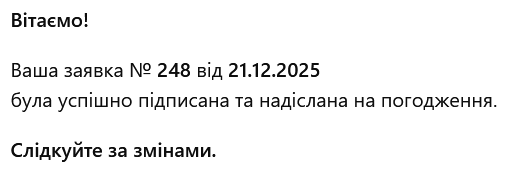 Вітаємо!
Ваша заявка № 248 від 21.12.2025
була успішно підписана та надіслана на погодження.
Слідкуйте за змінами.